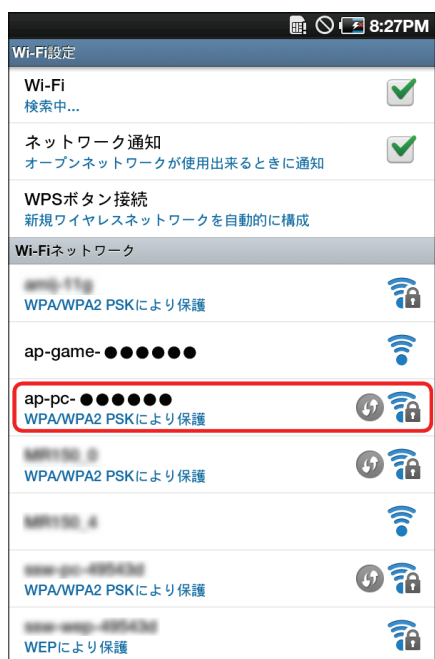 8:27PM
Wi-Fi設定
Wi-Fi
検索中...
ネットワーク通知
オープンネットワークが使用出来るときに通知
WPSボタン接続
新規ワイヤレスネットワークを自動的に構成
Wi-Fiネットワーク
WPA/WPA2 PSKにより保護
ap-game-●●●●●●
ap-pc-●●●●●●
WPA/WPA2 PSKにより保護
MR150_0
WPA/WPA2 PSKにより保護
MR150_4
WPA/WPA2 PSKにより保護
WEPにより保護